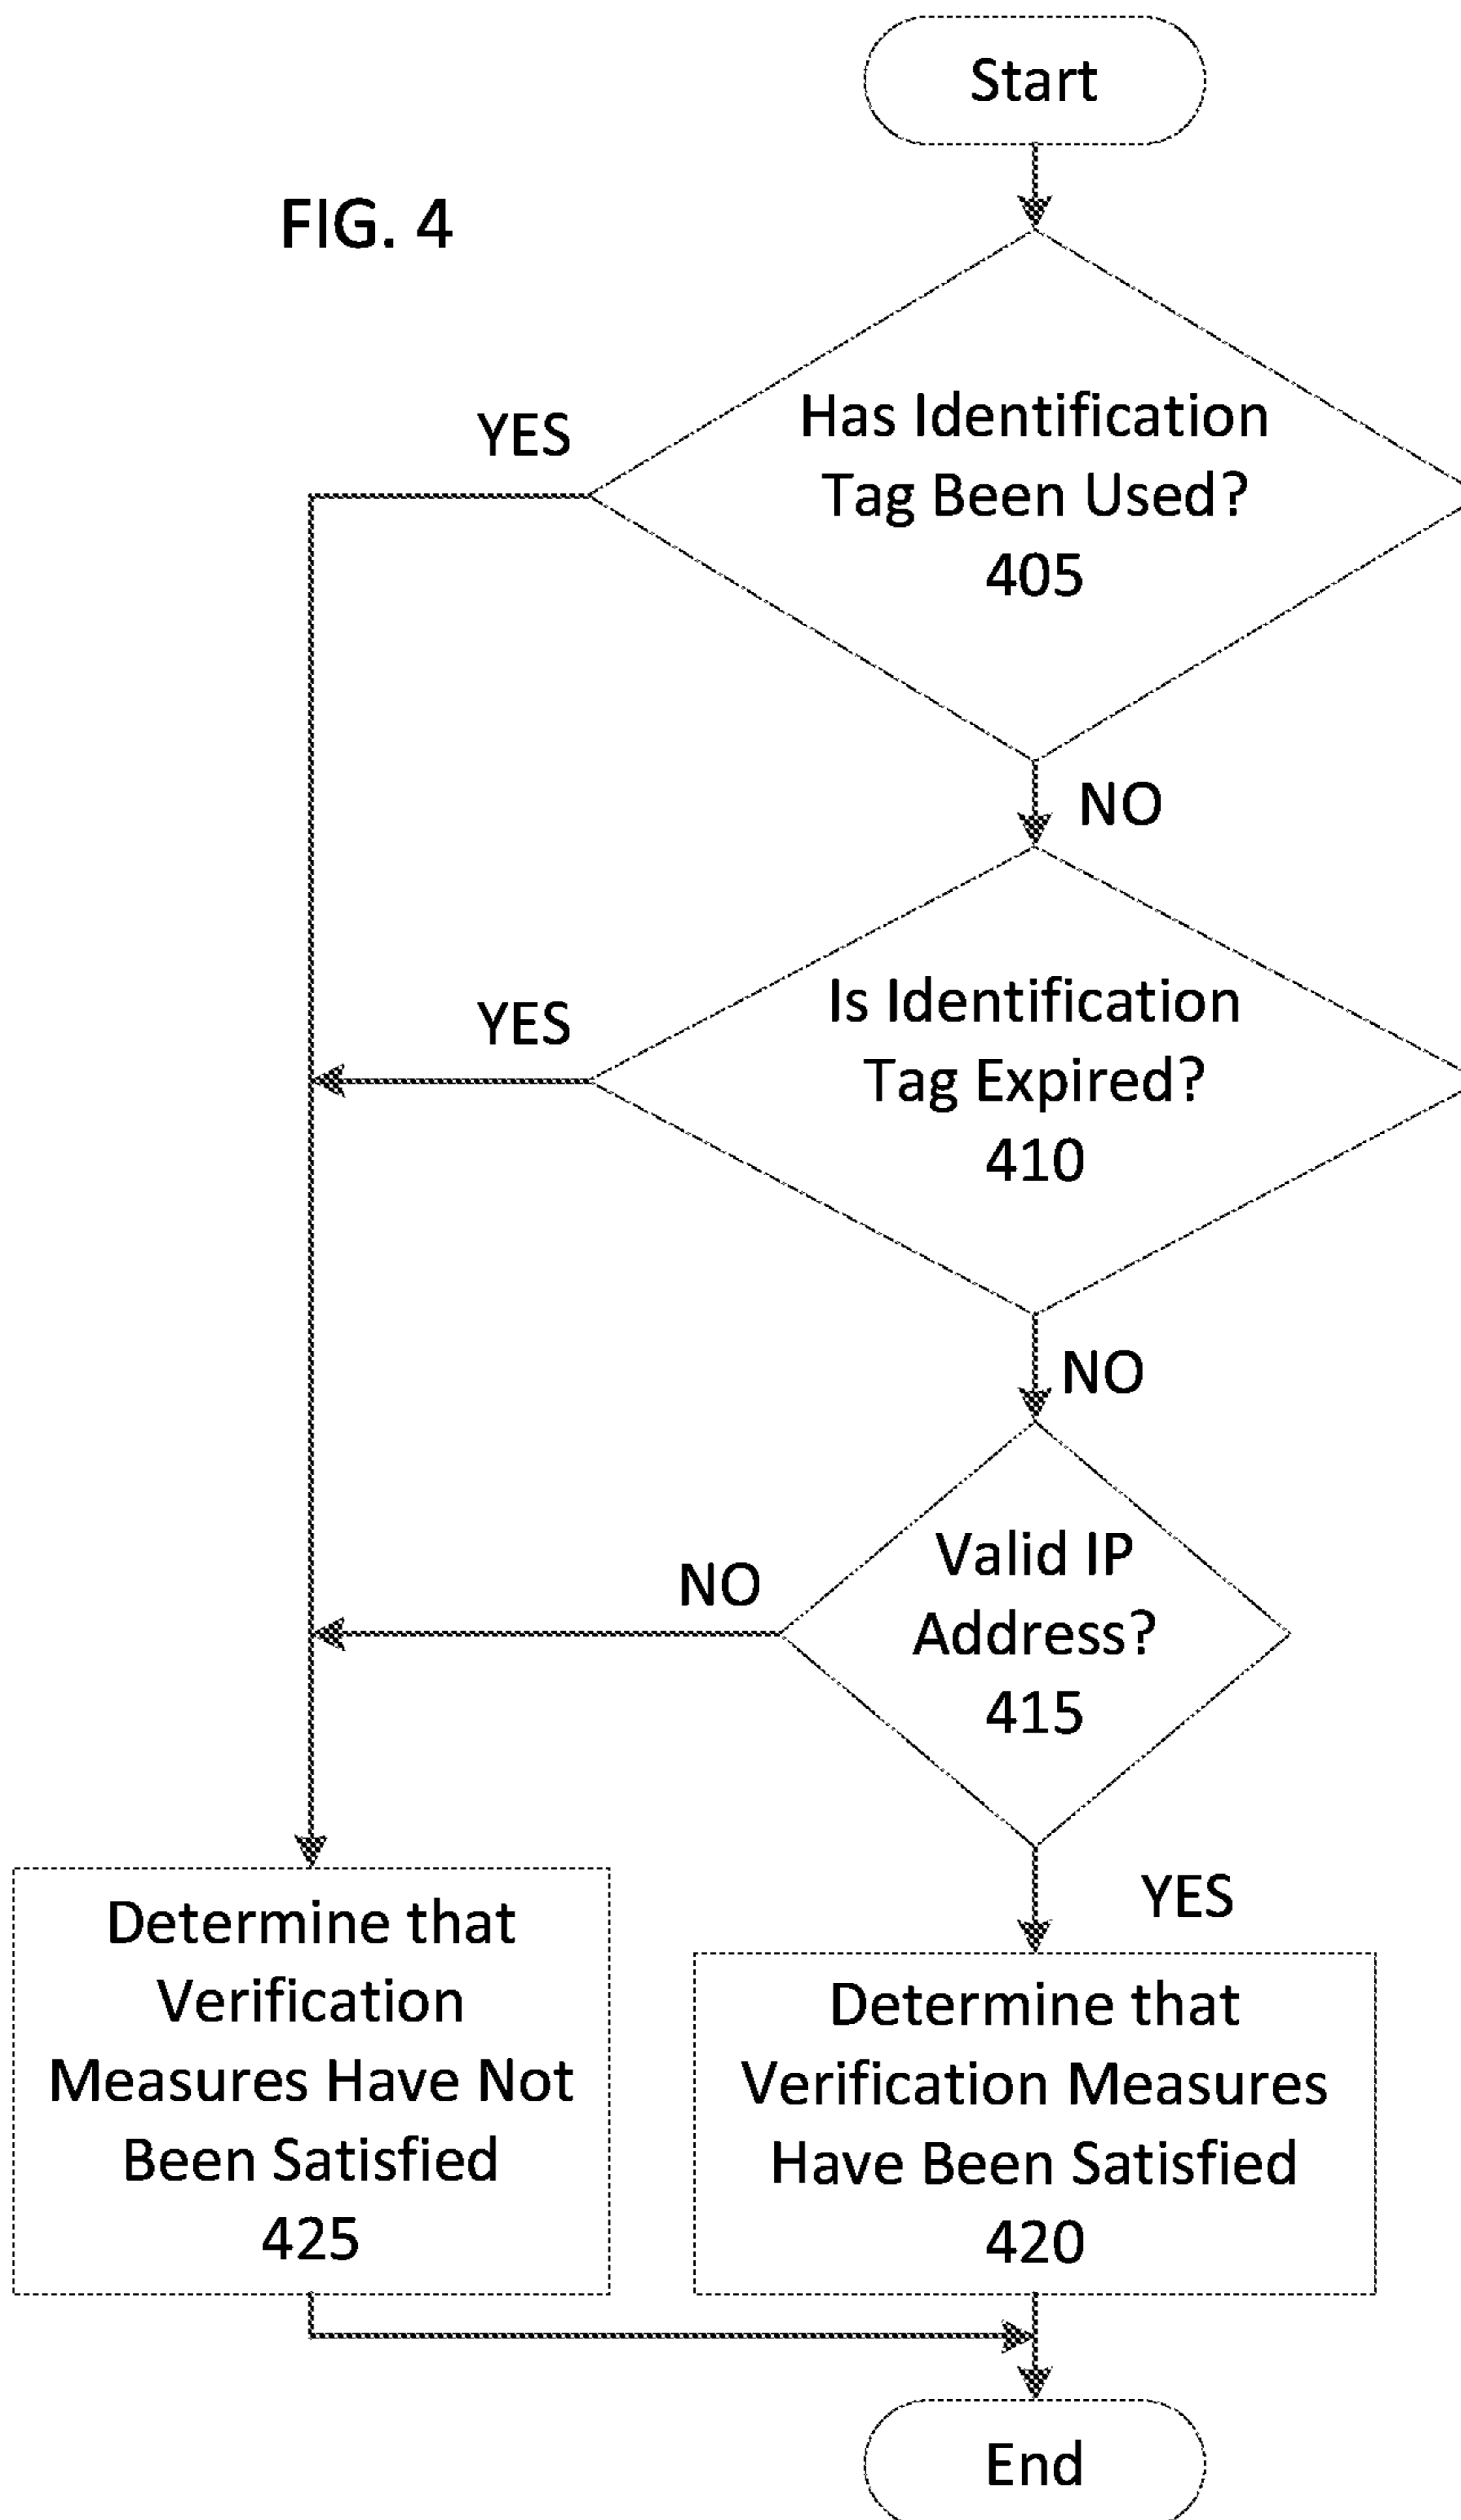 Start
FIG. 4
Has Identification
Tag Been Used?
405
YES
NO
Is Identification
Tag Expired?
410
YES
NO
Valid IP
Address?
415
NO
YES
Determine that
Verification
Measures Have Not
Been Satisfied
425
Determine that
Verification Measures
Have Been Satisfied
420
End